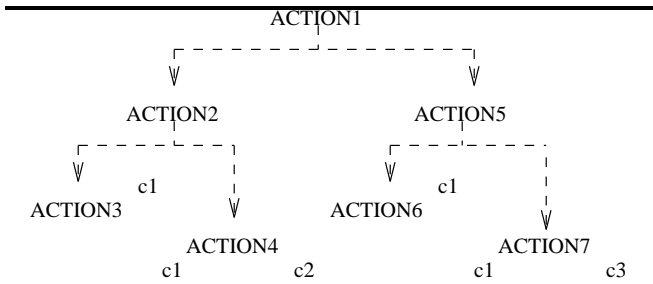 ACTION1
ACTION2 ACTION5
c1 c1
ACTION3 ACTION6
ACTION4 ACTION7
c1 c2 c1 c3